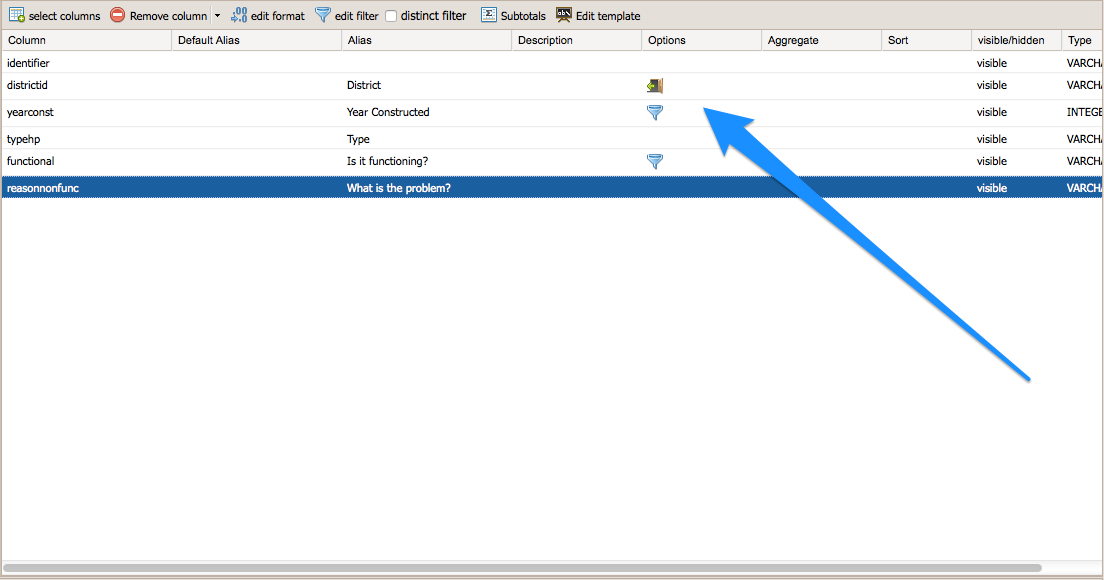 select columns Remove column edit format edit filter distinct filter Subtotals Edit template
Column Default Alias Alias Description Options Aggregate Sort visible/hidden Type
identifier visible VARCHA
districtid District visible VARCHA
yearconst Year Constructed visible INTEGE
typehp Type visible VARCHA
functional Is it functioning? visible VARCHA
reasonnonfunc What is the problem? visible VARCHA